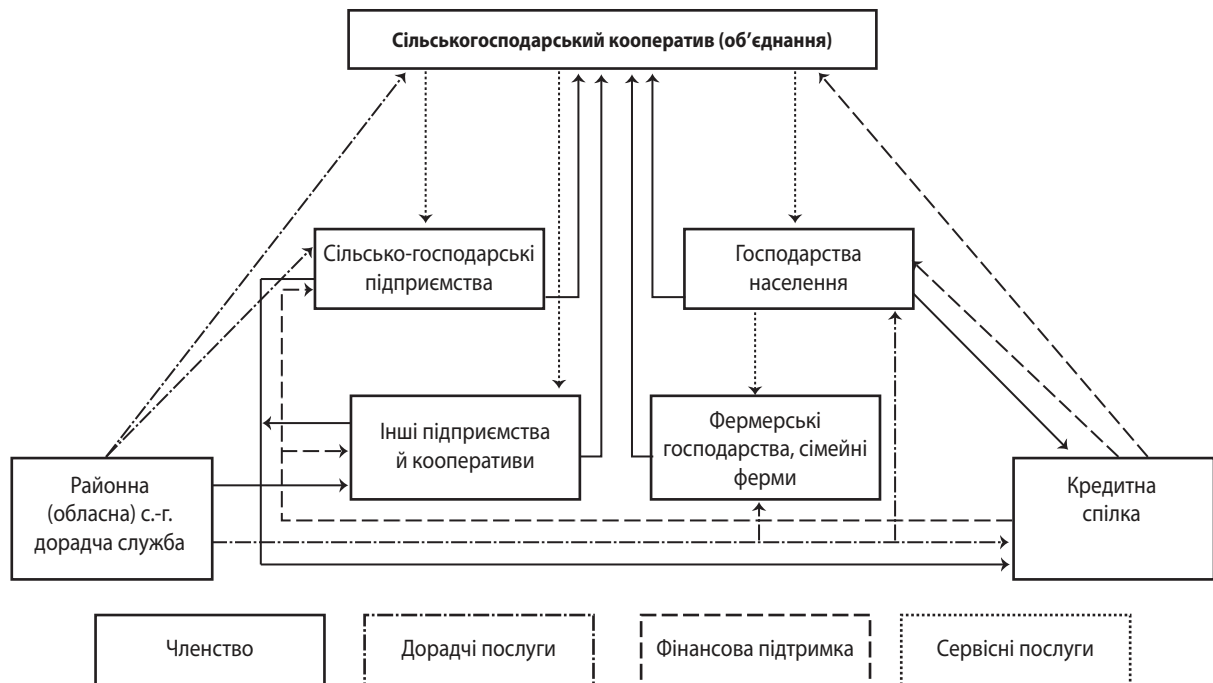 Сільськогосподарський кооператив (об’єднання)
Сільсько-господарські
підприємства
Господарства
населення
Інші підприємства
й кооперативи
Фермерські
господарства, сімейні
ферми
Районна
(обласна) с.-г.
дорадча служба
Кредитна
спілка
Членство
Дорадчі послуги
Фінансова підтримка
Сервісні послуги